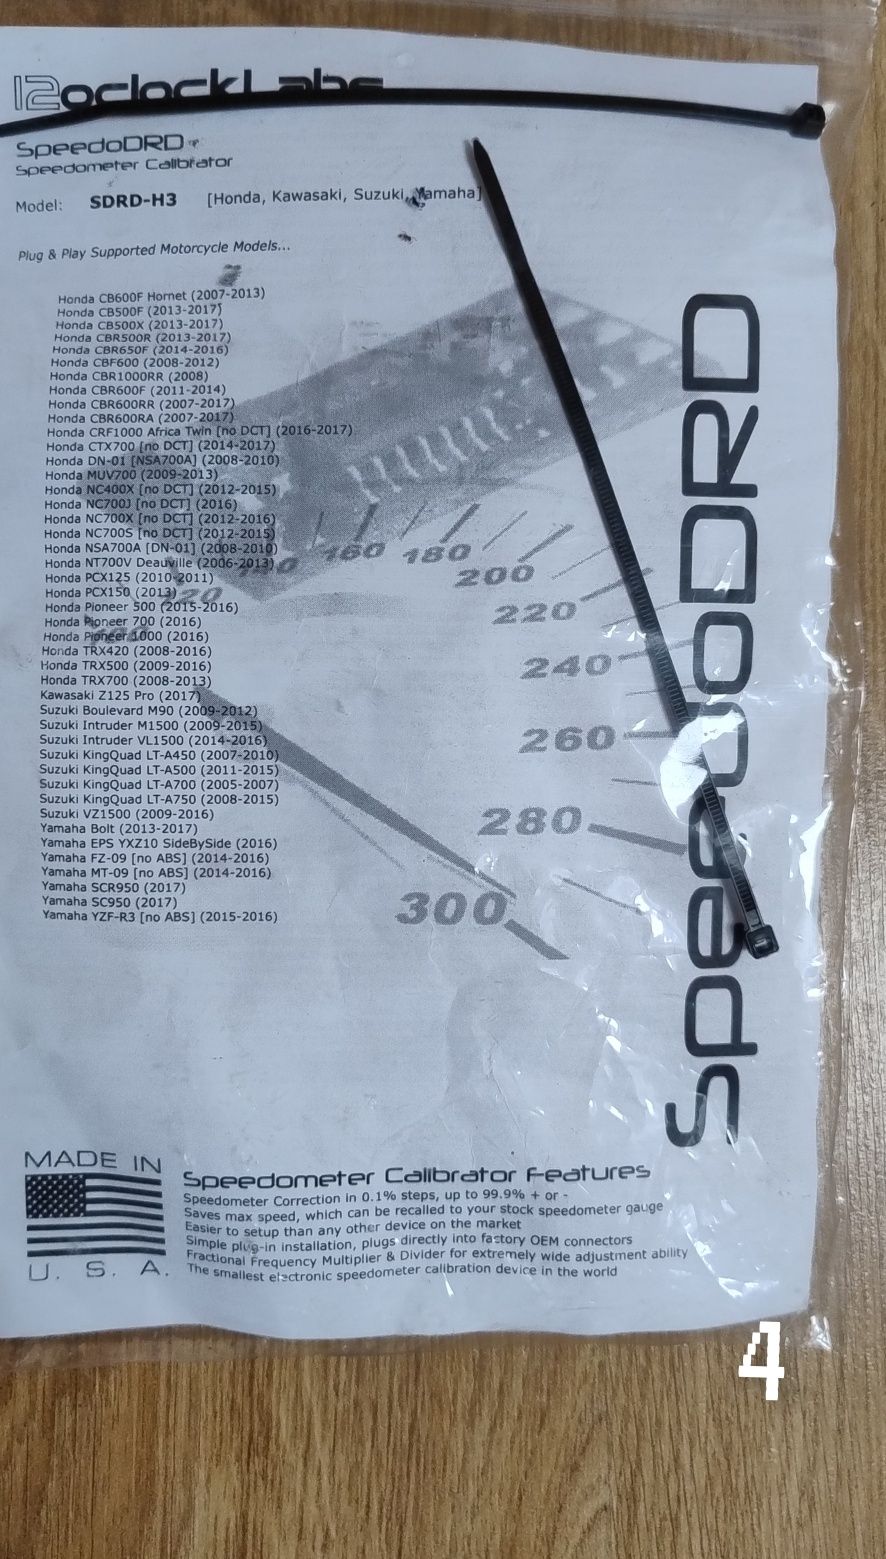 12oclockLabs
SpeedoDRD
Speedometer Calibrator
Model: SDRD-H3 [Honda, Kawasaki, Suzuki, Yamaha]
Plug & Play Supported Motorcycle Models...
Honda CB600F Hornet (2007-2013)
Honda CB500F (2013-2017)
Honda CB500X (2013-2017)
Honda CBR500R (2013-2017)
Honda CBR650F (2014-2016)
Honda CBF600 (2008-2012)
Honda CBR1000RR (2008)
Honda CBR600F (2011-2014)
Honda CBR600RR (2007-2017)
Honda CBR600RA (2007-2017)
Honda CRF1000 Africa Twin [no DCT] (2016-2017)
Honda CTX700 [no DCT] (2014-2017)
Honda DN-01 [NSA700A] (2008-2010)
Honda MUV700 (2009-2013)
Honda NC400X [no DCT] (2012-2015)
Honda NC700J [no DCT] (2016)
Honda NC700X [no DCT] (2012-2016)
Honda NC700S [no DCT] (2012-2015)
Honda NSA700A [DN-01] (2008-2010)
Honda NT700V Deauville (2006-2013)
Honda PCX125 (2010-2011)
Honda PCX150 (2013)
Honda Pioneer 500 (2015-2016)
Honda Pioneer 700 (2016)
Honda Pioneer 1000 (2016)
Honda TRX420 (2008-2016)
Honda TRX500 (2009-2016)
Honda TRX700 (2008-2013)
Kawasaki Z125 Pro (2017)
Suzuki Boulevard M90 (2009-2012)
Suzuki Intruder M1500 (2009-2015)
Suzuki Intruder VL1500 (2014-2016)
Suzuki KingQuad LT-A450 (2007-2010)
Suzuki KingQuad LT-A500 (2011-2015)
Suzuki KingQuad LT-A700 (2005-2007)
Suzuki KingQuad LT-A750 (2008-2015)
Suzuki VZ1500 (2009-2016)
Yamaha Bolt (2013-2017)
Yamaha EPS YXZ10 SideBySide (2016)
Yamaha FZ-09 [no ABS] (2014-2016)
Yamaha MT-09 [no ABS] (2014-2016)
Yamaha SCR950 (2017)
Yamaha SC950 (2017)
Yamaha YZF-R3 [no ABS] (2015-2016)
120
160
180
200
220
240
260
280
300
SpeedoDRD
MADE IN
U. S. A.
Speedometer Calibrator Features
Speedometer Correction in 0.1% steps, up to 99.9% + or -
Saves max speed, which can be recalled to your stock speedometer gauge
Easier to setup than any other device on the market
Simple plug-in installation, plugs directly into factory OEM connectors
Fractional Frequency Multiplier & Divider for extremely wide adjustment ability
The smallest electronic speedometer calibration device in the world
4